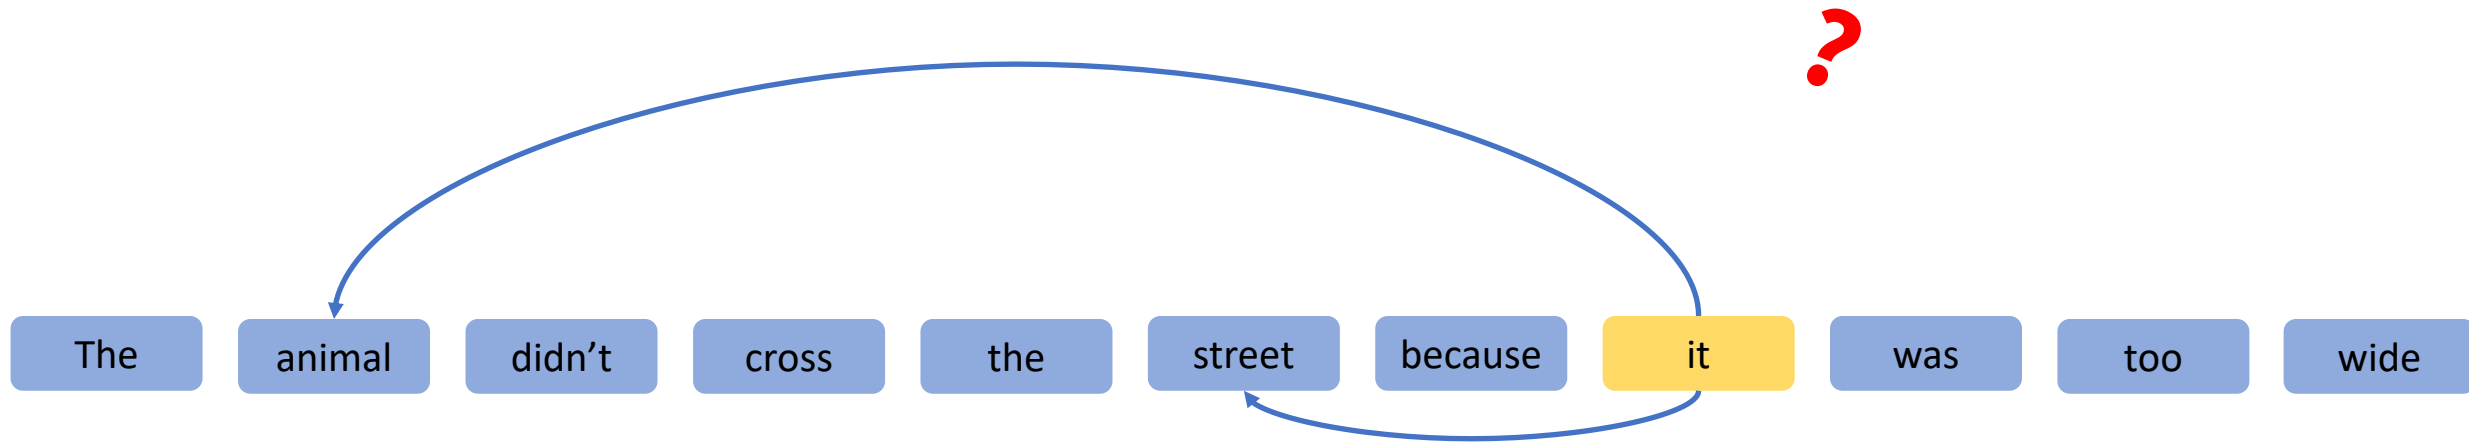 ?
The animal didn’t cross the street because it was too wide